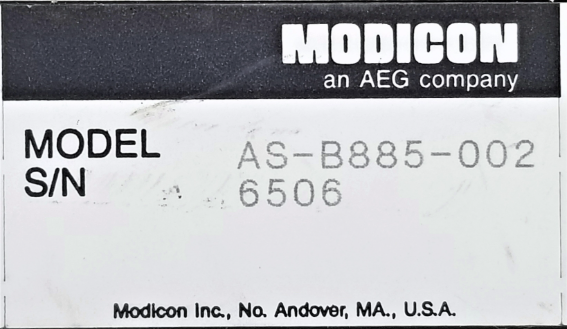 MODICON
an AEG company
MODEL AS-B885-002
S/N 6506
Modicon Inc., No. Andover, MA., U.S.A.